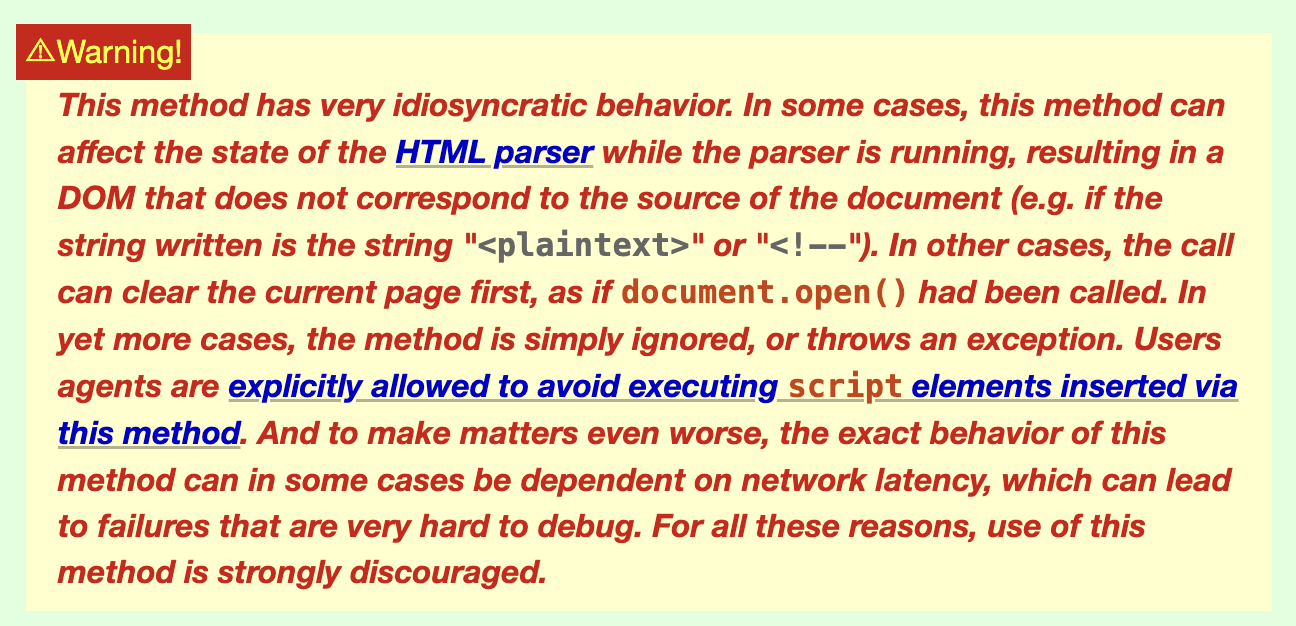 ⚠Warning!
This method has very idiosyncratic behavior. In some cases, this method can
affect the state of the HTML parser while the parser is running, resulting in a
DOM that does not correspond to the source of the document (e.g. if the
string written is the string "<plaintext>" or "<!--"). In other cases, the call
can clear the current page first, as if document.open() had been called. In
yet more cases, the method is simply ignored, or throws an exception. Users
agents are explicitly allowed to avoid executing script elements inserted via
this method. And to make matters even worse, the exact behavior of this
method can in some cases be dependent on network latency, which can lead
to failures that are very hard to debug. For all these reasons, use of this
method is strongly discouraged.